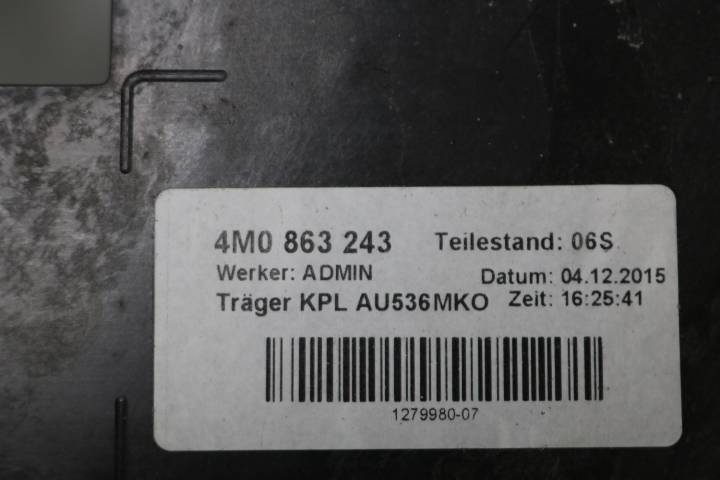 4M0 863 243 Teilestand: 06S
Werker: ADMIN Datum: 04.12.2015
Träger KPL AU536MKO Zeit: 16:25:41
1279980-07